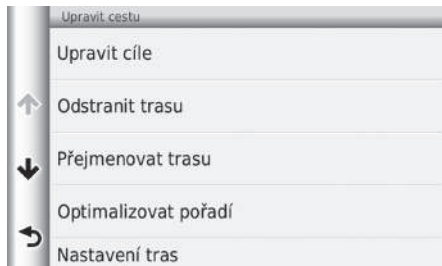 Upravit cestu
Upravit cíle
Odstranit trasu
Přejmenovat trasu
Optimalizovat pořadí
Nastavení tras